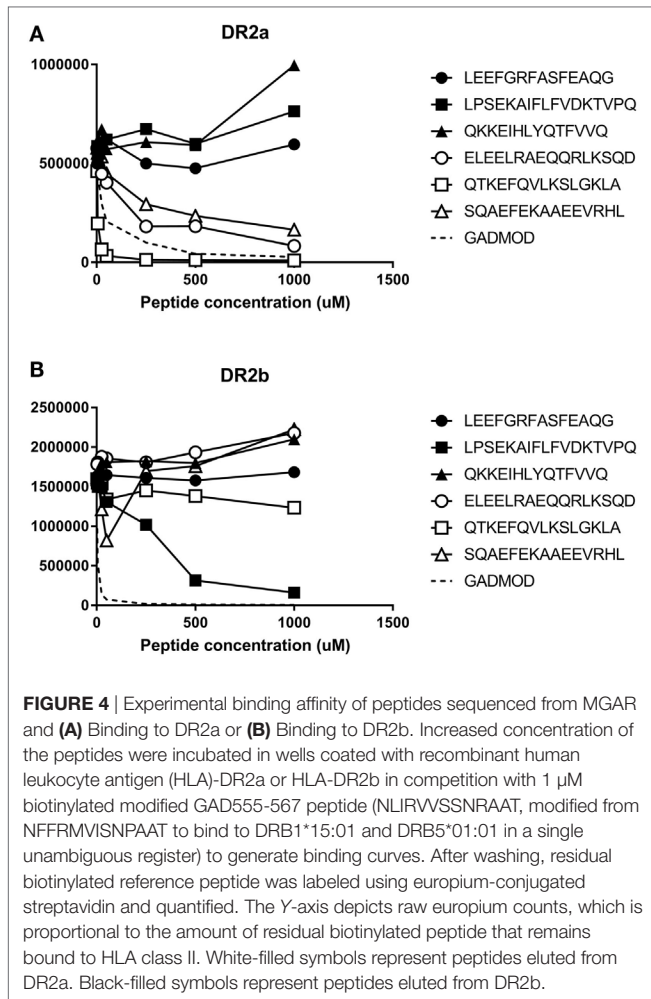 A
DR2a
1000000
500000
0
0
500
1000
1500
Peptide concentration (uM)
LEEFGRFASFEAQG
LPSEKAIFLFVDKTVPQ
QKKEIHLYQTFVVQ
ELEELRAEQQRLKSQD
QTKEFQVLKSLGKLA
SQAEFEKAAEEVRHL
GADMOD
B
DR2b
2500000
2000000
1500000
1000000
500000
0
0
500
1000
1500
Peptide concentration (uM)
LEEFGRFASFEAQG
LPSEKAIFLFVDKTVPQ
QKKEIHLYQTFVVQ
ELEELRAEQQRLKSQD
QTKEFQVLKSLGKLA
SQAEFEKAAEEVRHL
GADMOD
FIGURE 4 | Experimental binding affinity of peptides sequenced from MGAR
and (A) Binding to DR2a or (B) Binding to DR2b. Increased concentration of
the peptides were incubated in wells coated with recombinant human
leukocyte antigen (HLA)-DR2a or HLA-DR2b in competition with 1 μM
biotinylated modified GAD555-567 peptide (NLIRVVSSNRAAT, modified from
NFFRMVISNPAAT to bind to DRB1*15:01 and DRB5*01:01 in a single
unambiguous register) to generate binding curves. After washing, residual
biotinylated reference peptide was labeled using europium-conjugated
streptavidin and quantified. The Y-axis depicts raw europium counts, which is
proportional to the amount of residual biotinylated peptide that remains
bound to HLA class II. White-filled symbols represent peptides eluted from
DR2a. Black-filled symbols represent peptides eluted from DR2b.